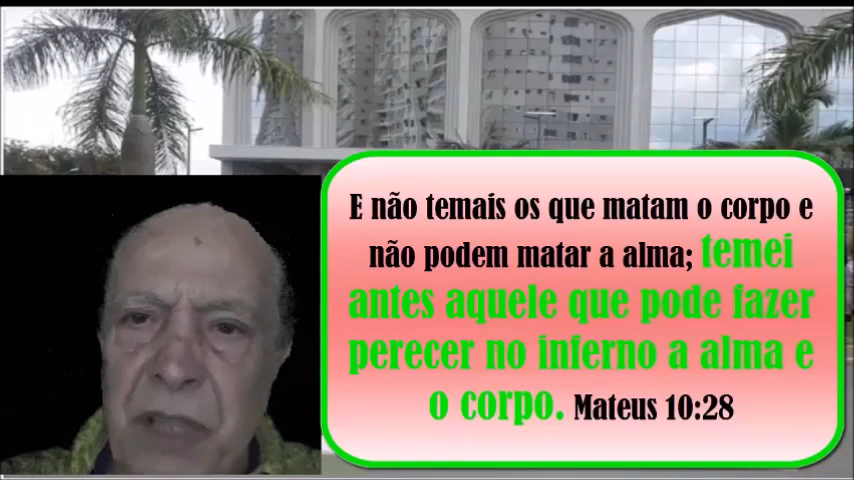 E não temais os que matam o corpo e
não podem matar a alma; temei
antes aquele que pode fazer
perecer no inferno a alma e
o corpo. Mateus 10:28